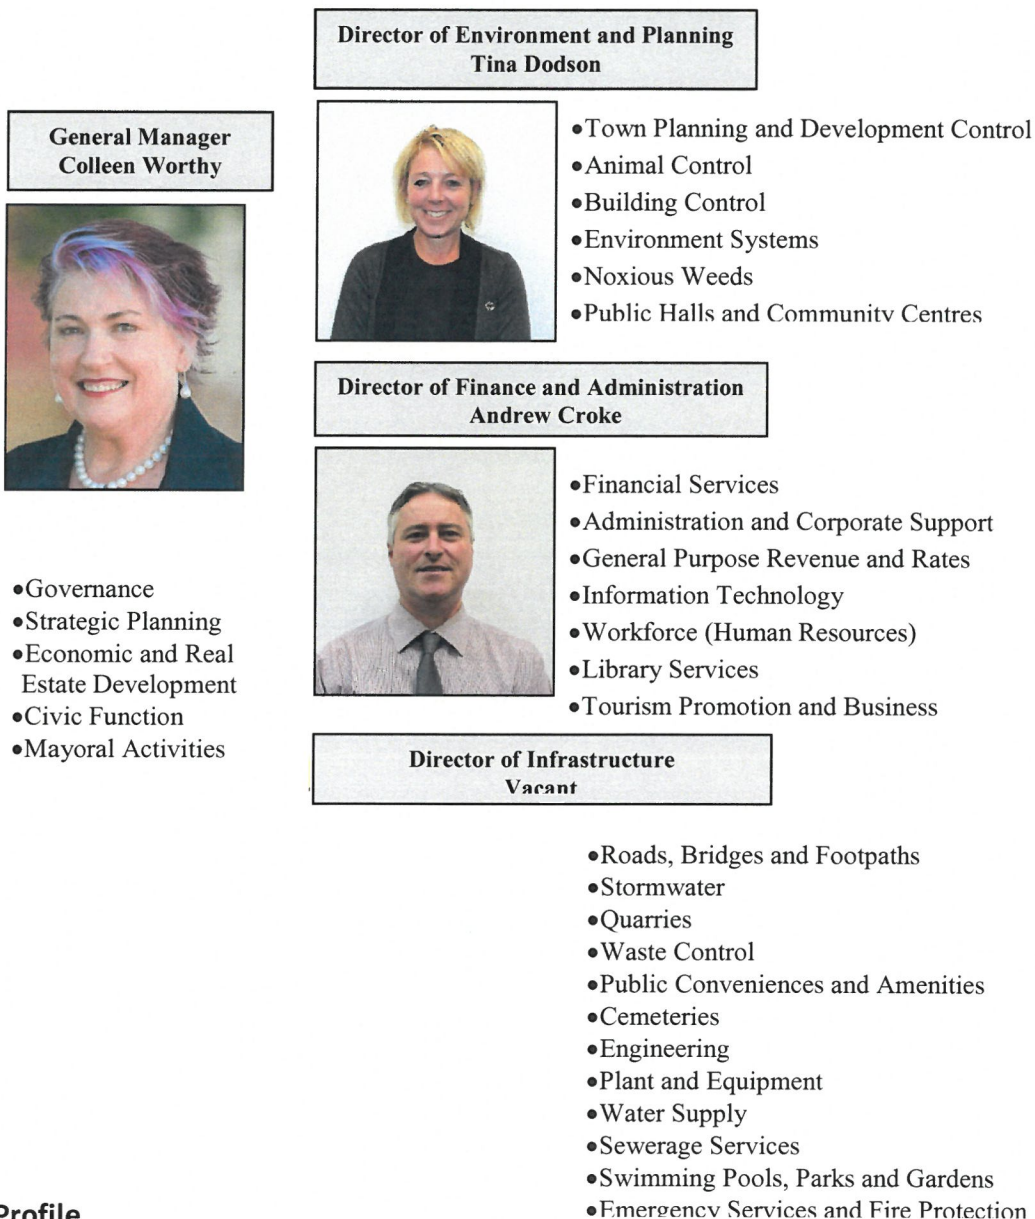 General Manager
Colleen Worthy
•Governance
•Strategic Planning
•Economic and Real
Estate Development
•Civic Function
•Mayoral Activities
Director of Environment and Planning
Tina Dodson
•Town Planning and Development Control
•Animal Control
•Building Control
•Environment Systems
•Noxious Weeds
•Public Halls and Community Centres
Director of Finance and Administration
Andrew Croke
•Financial Services
•Administration and Corporate Support
•General Purpose Revenue and Rates
•Information Technology
•Workforce (Human Resources)
•Library Services
•Tourism Promotion and Business
Director of Infrastructure
Vacant
•Roads, Bridges and Footpaths
•Stormwater
•Quarries
•Waste Control
•Public Conveniences and Amenities
•Cemeteries
•Engineering
•Plant and Equipment
•Water Supply
•Sewerage Services
•Swimming Pools, Parks and Gardens
•Emergency Services and Fire Protection
Profile